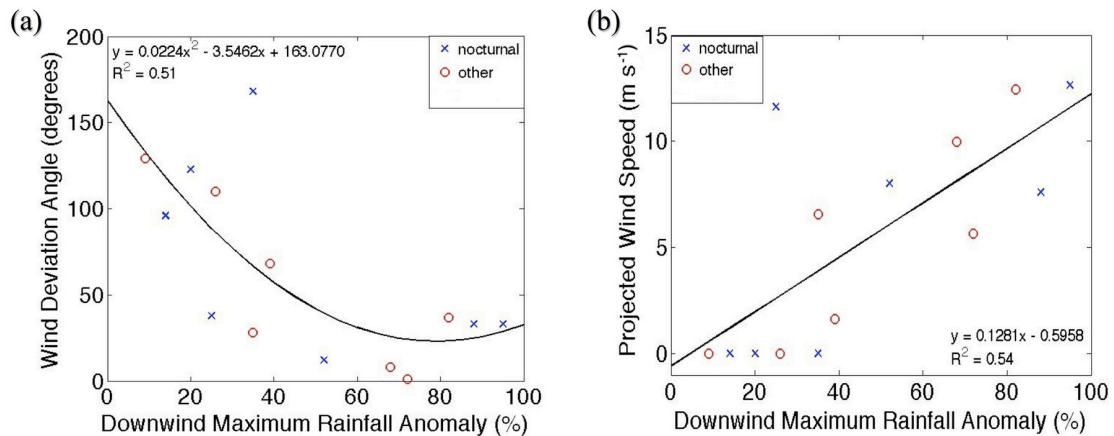 (a)
200
150
100
50
0
Wind Deviation Angle (degrees)
y = 0.0224x² - 3.5462x + 163.0770
R² = 0.51
nocturnal
other
0 20 40 60 80 100
Downwind Maximum Rainfall Anomaly (%)
(b)
15
10
5
0
Projected Wind Speed (m s⁻¹)
nocturnal
other
y = 0.1281x - 0.5958
R² = 0.54
0 20 40 60 80 100
Downwind Maximum Rainfall Anomaly (%)